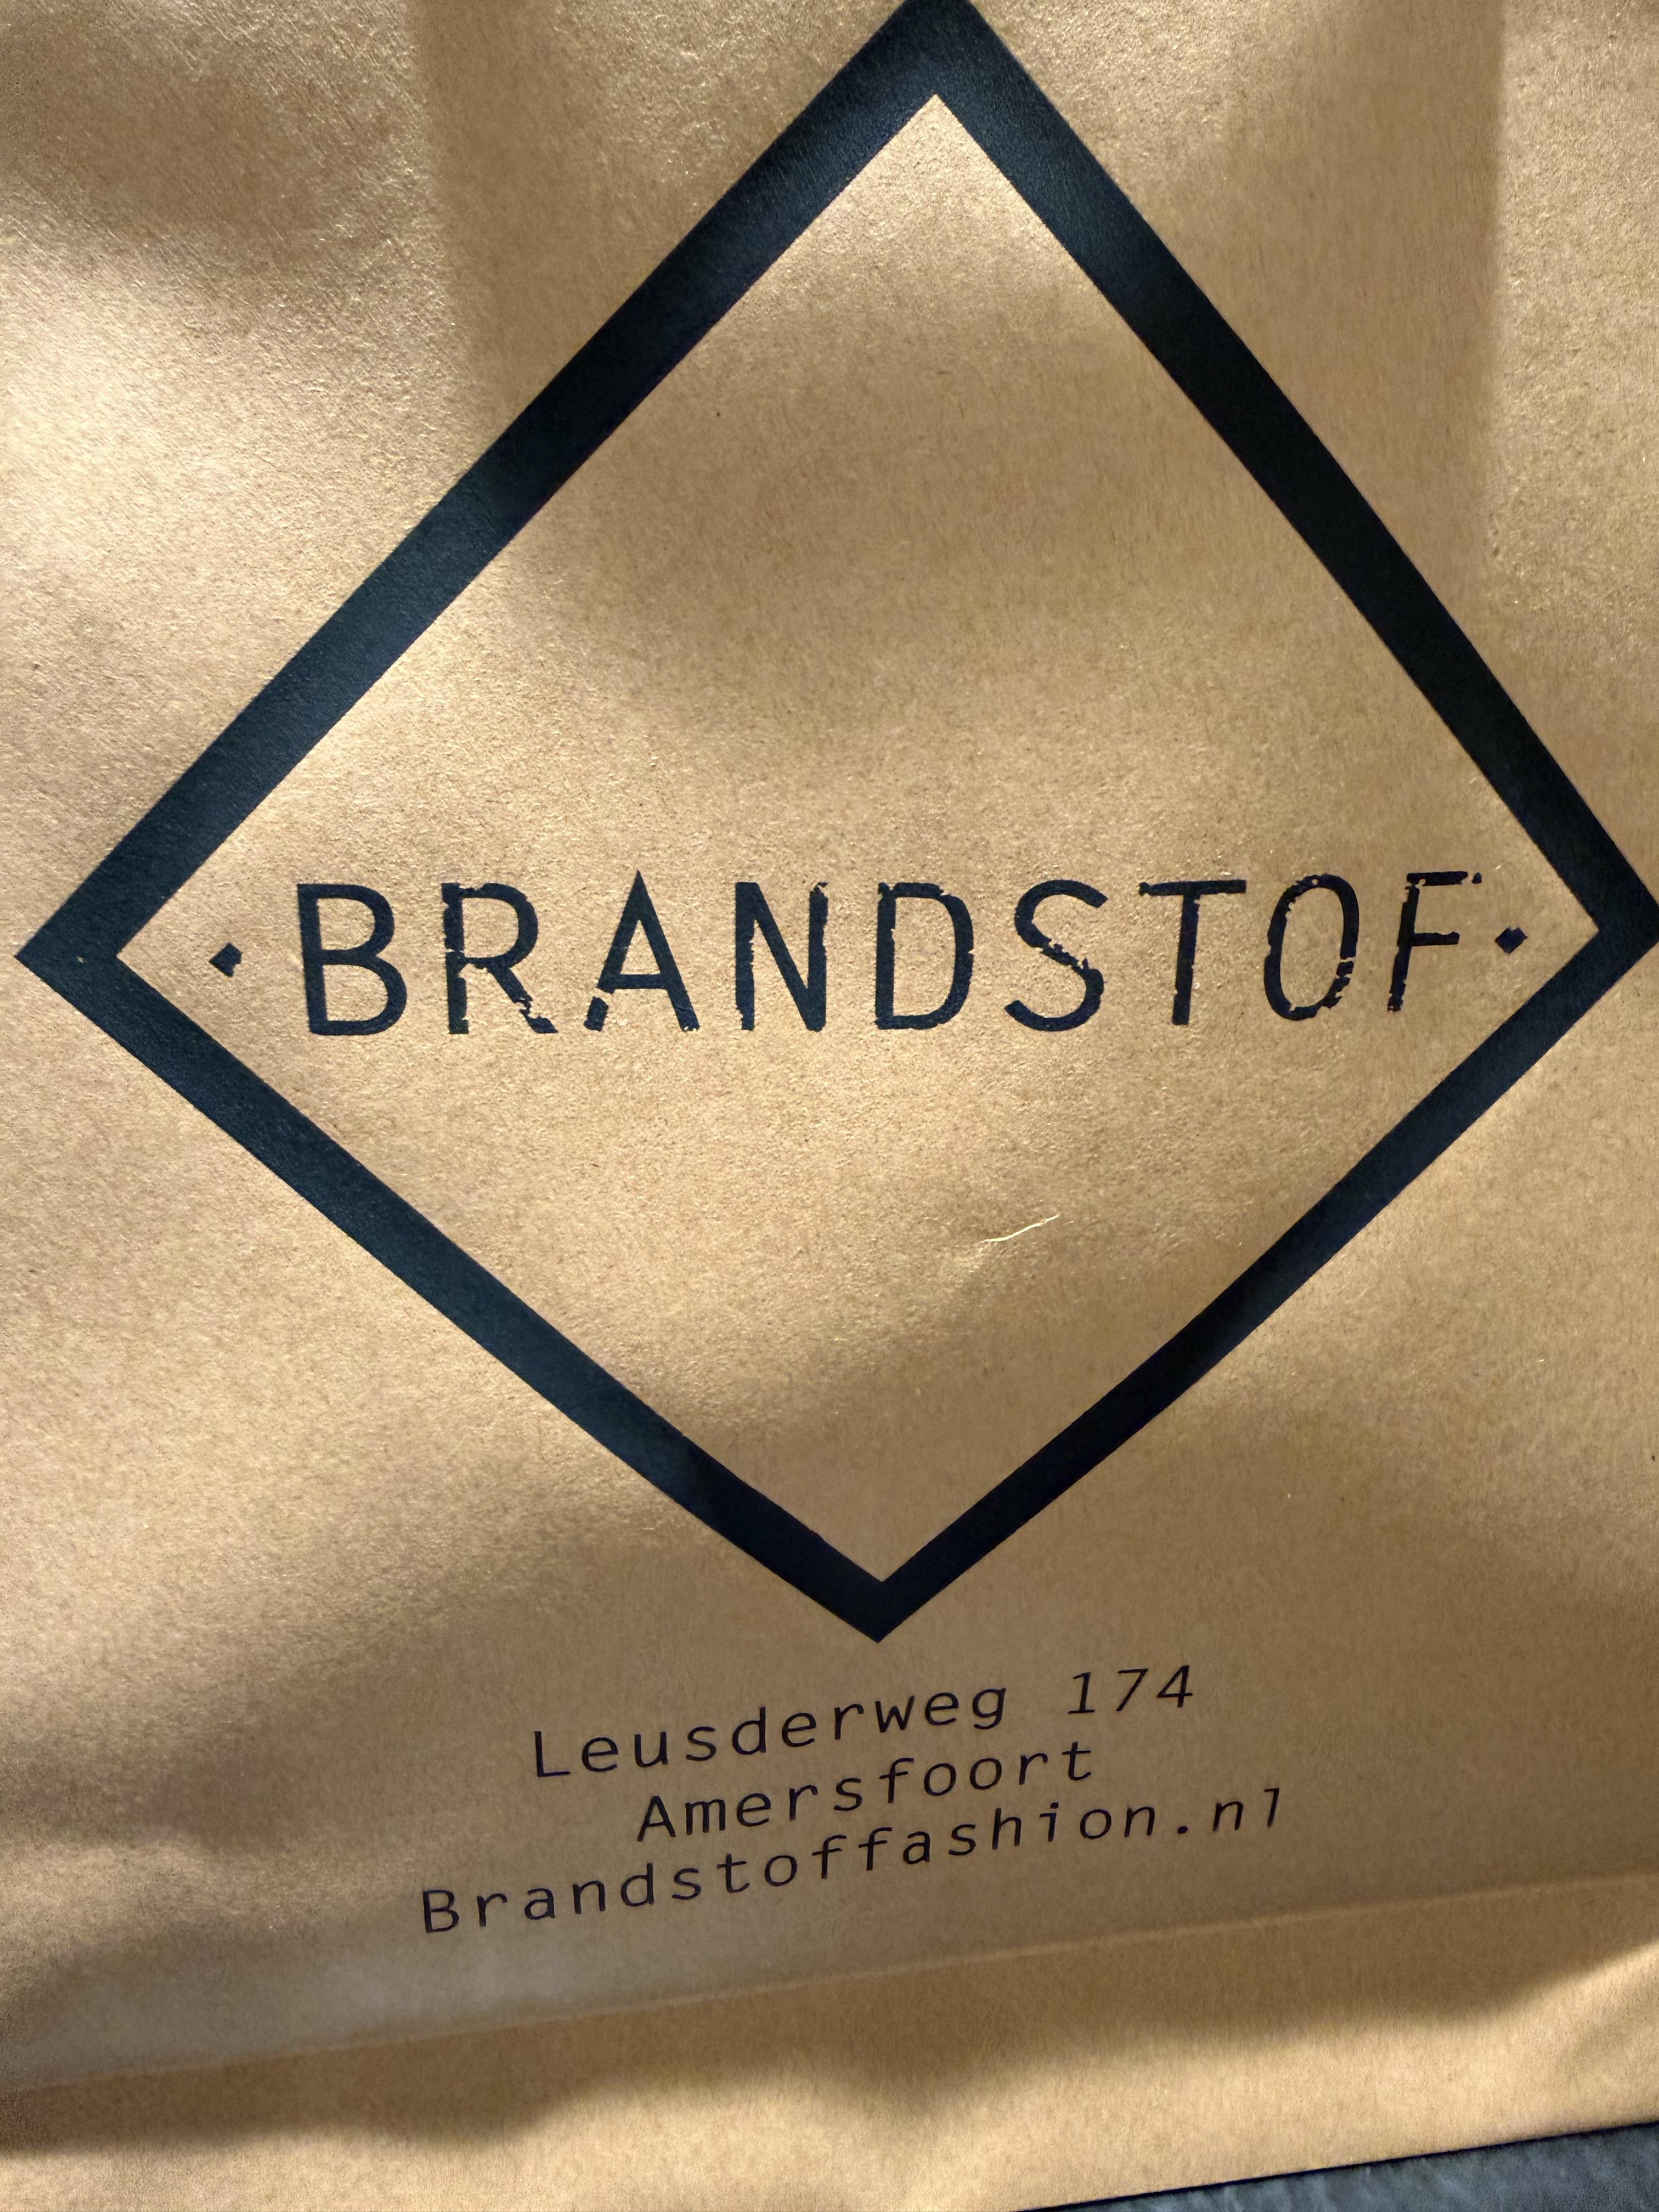 BRANDSTOF
Leusderweg 174
Amersfoort
Brandstoffashion.nl